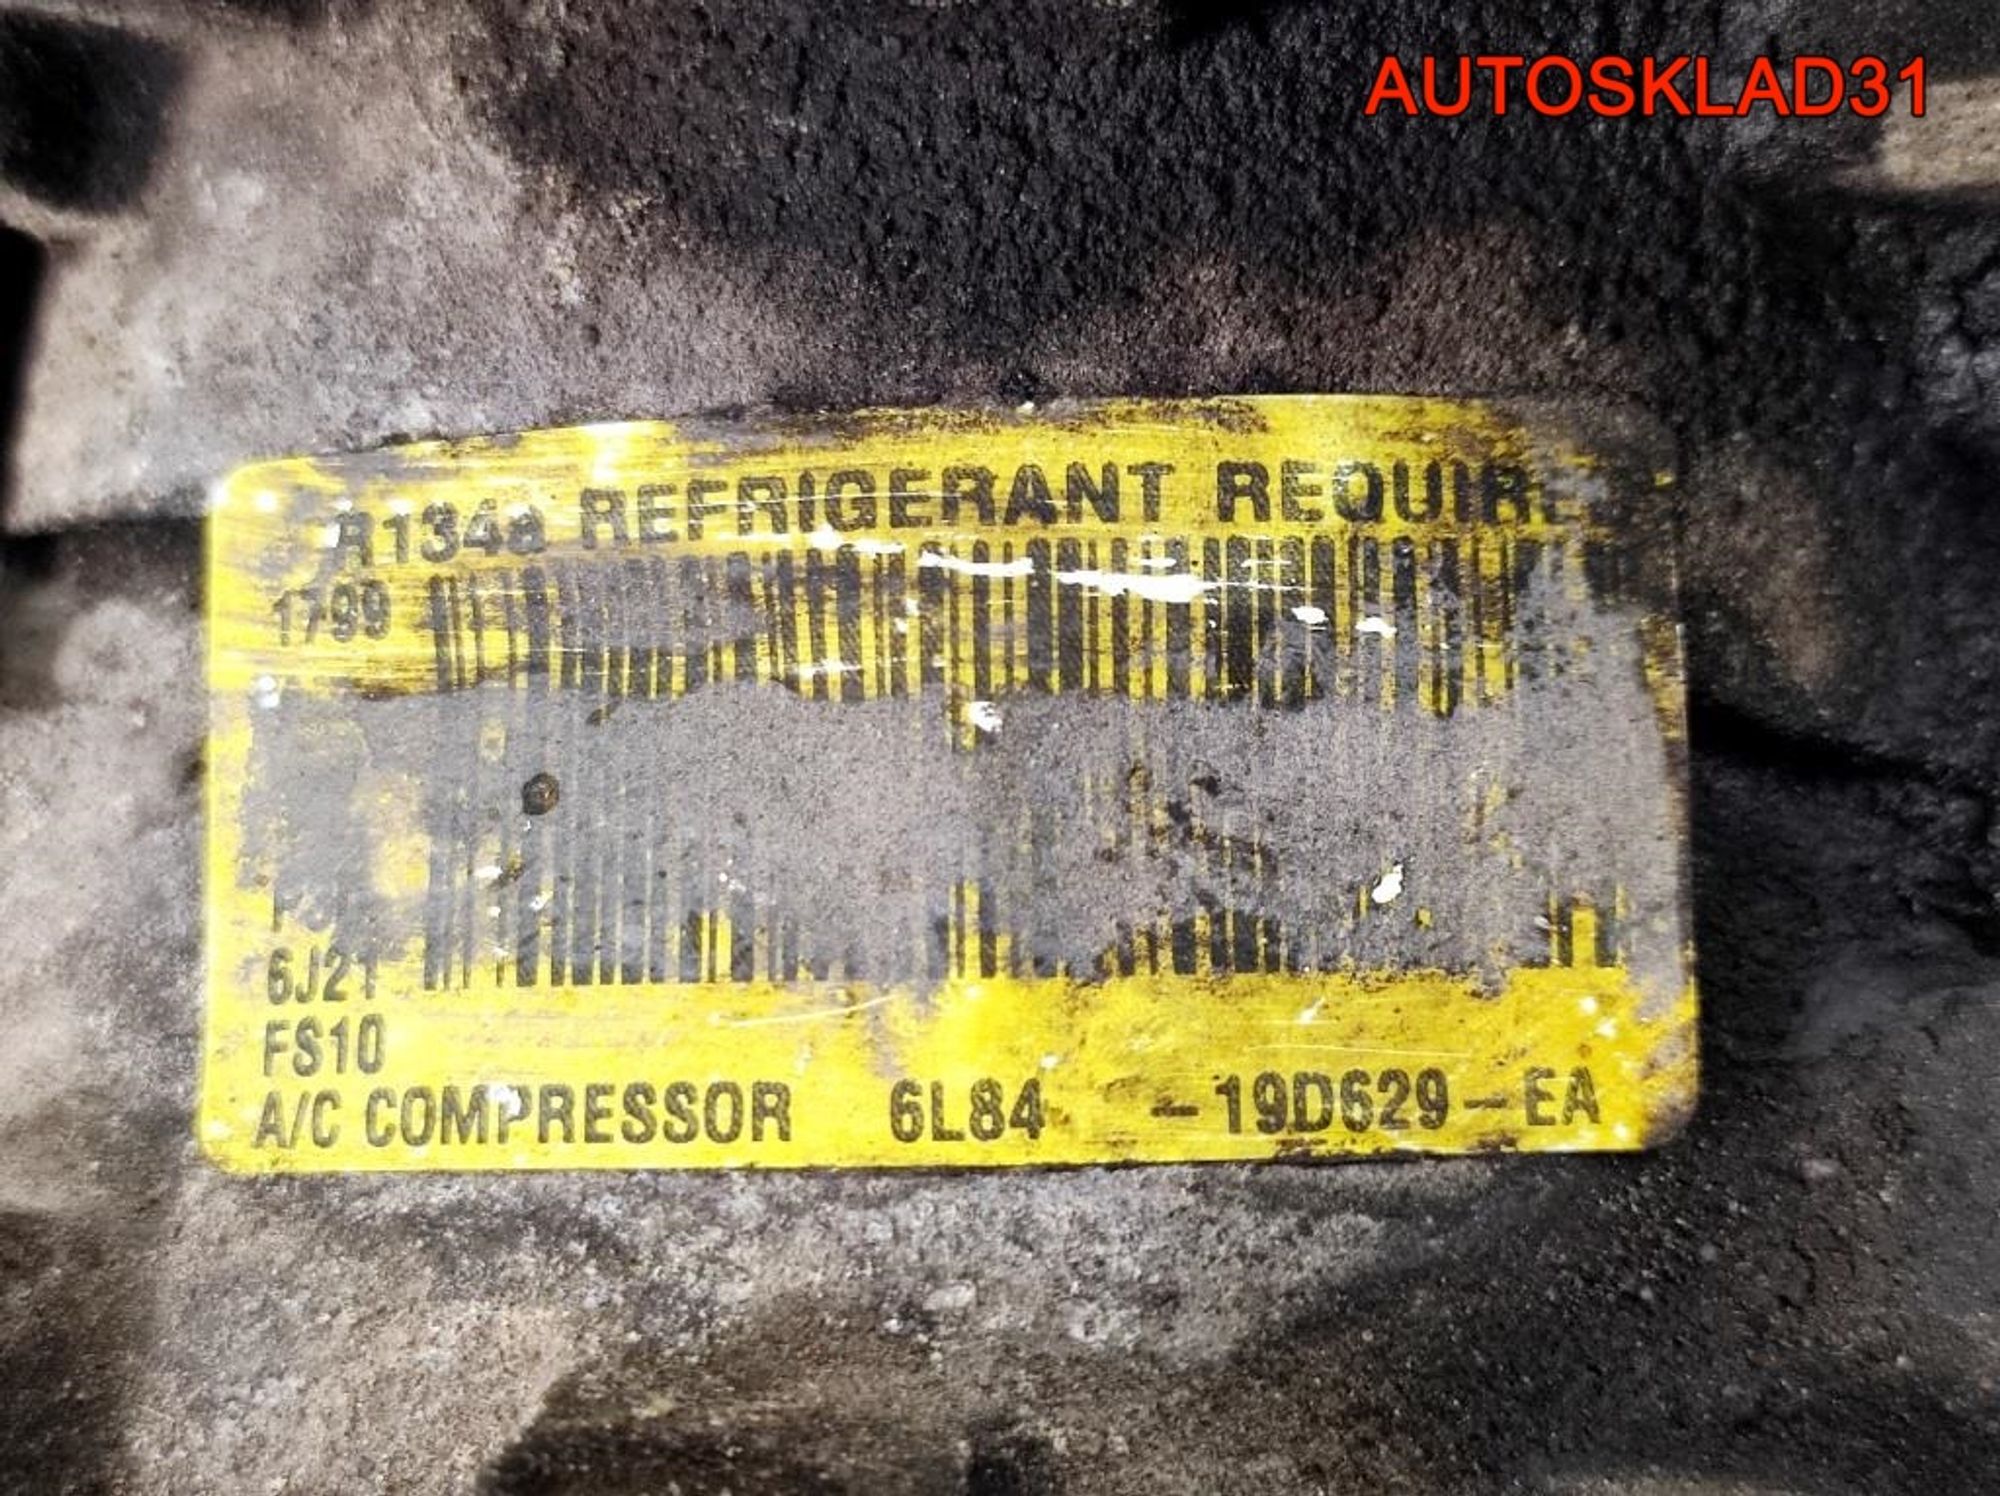 AUTOSKLAD31
R134a REFRIGERANT REQUIRED
1799
6J21
FS10
A/C COMPRESSOR 6L84 -19D629-EA